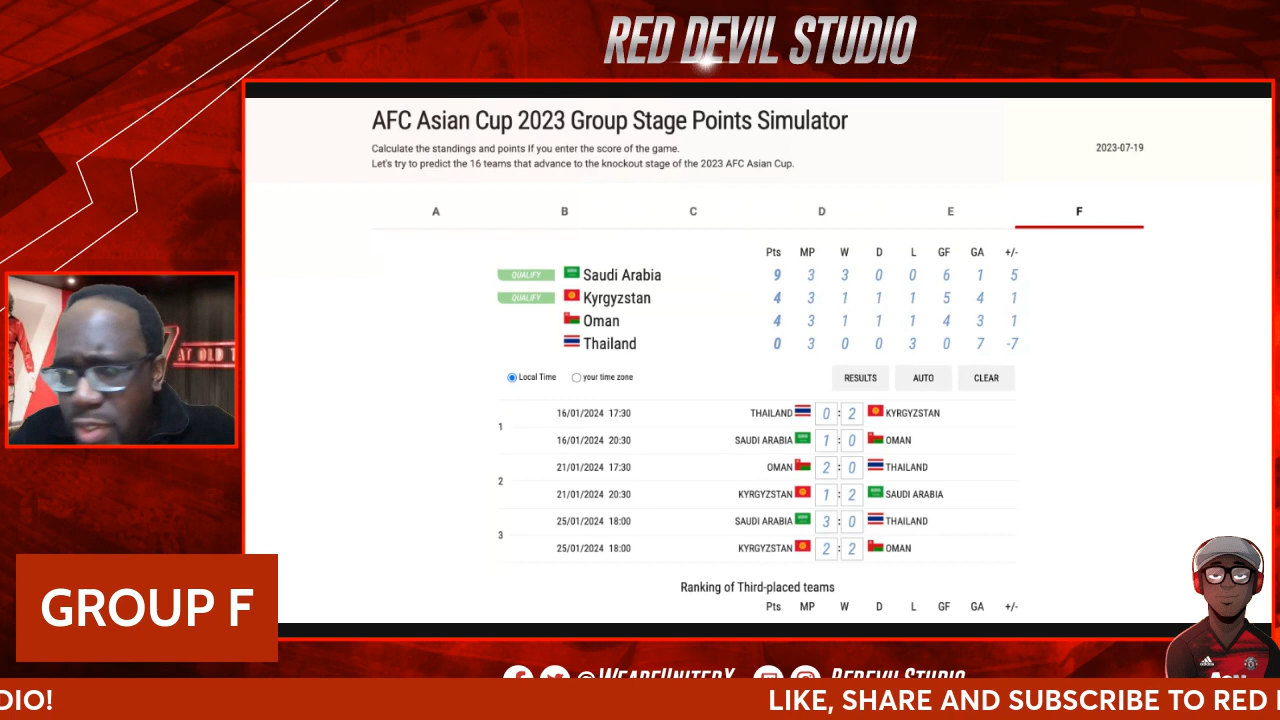 RED DEVIL STUDIO
AFC Asian Cup 2023 Group Stage Points Simulator
Calculate the standings and points If you enter the score of the game.
Let's try to predict the 16 teams that advance to the knockout stage of the 2023 AFC Asian Cup.
2023-07-19
A B C D E F
Pts MP W D L GF GA +/-
QUALIFY Saudi Arabia 9 3 3 0 0 6 1 5
QUALIFY Kyrgyzstan 4 3 1 1 1 5 4 1
Oman 4 3 1 1 1 4 3 1
Thailand 0 3 0 0 3 0 7 -7
Local Time your time zone RESULTS AUTO CLEAR
1
16/01/2024 17:30 THAILAND 0 : 2 KYRGYZSTAN
16/01/2024 20:30 SAUDI ARABIA 1 : 0 OMAN
2
21/01/2024 17:30 OMAN 2 : 0 THAILAND
21/01/2024 20:30 KYRGYZSTAN 1 : 2 SAUDI ARABIA
3
25/01/2024 18:00 SAUDI ARABIA 3 : 0 THAILAND
25/01/2024 18:00 KYRGYZSTAN 2 : 2 OMAN
Ranking of Third-placed teams
Pts MP W D L GF GA +/-
AT OLD T
GROUP F
@WEAREUNITEDX REDEVIL STUDIO
DIO! LIKE, SHARE AND SUBSCRIBE TO RED